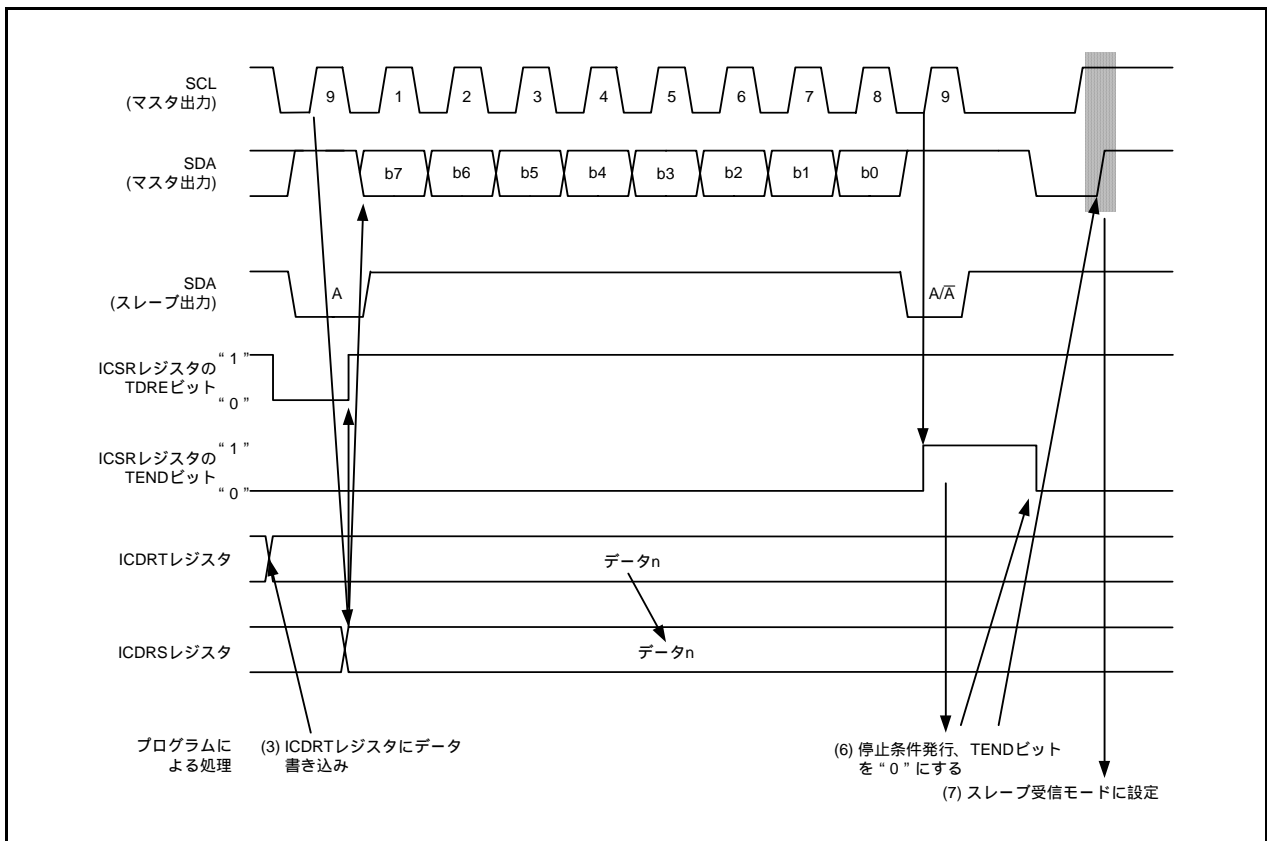 SCL
(マスタ出力)
9 1 2 3 4 5 6 7 8 9
SDA
(マスタ出力)
b7 b6 b5 b4 b3 b2 b1 b0
SDA
(スレーブ出力)
A A/A̅
ICSRレジスタの
TDREビット
“ 1 ”
“ 0 ”
ICSRレジスタの
TENDビット
“ 1 ”
“ 0 ”
ICDRTレジスタ
データn
ICDRSレジスタ
データn
プログラムに
よる処理
(3) ICDRTレジスタにデータ
書き込み
(6) 停止条件発行、TENDビット
を “ 0 ” にする
(7) スレーブ受信モードに設定